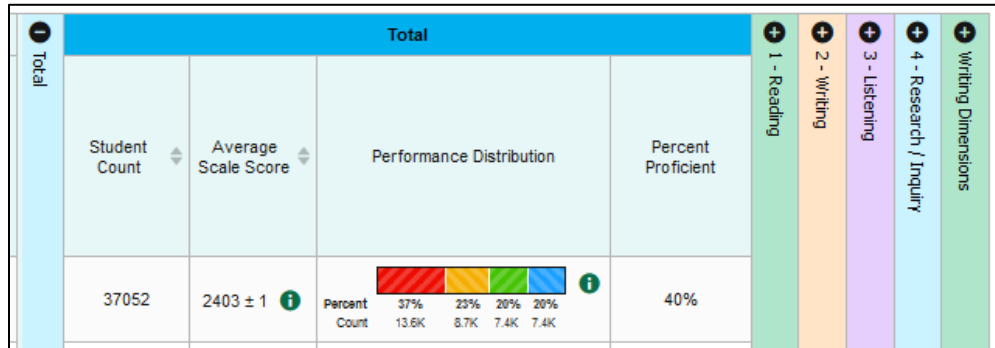 Total
Total
Student Count
Average Scale Score
Performance Distribution
Percent Proficient
1 - Reading
2 - Writing
3 - Listening
4 - Research / Inquiry
Writing Dimensions
37052
2403 ± 1
Percent 37% 23% 20% 20%
Count 13.6K 8.7K 7.4K 7.4K
40%